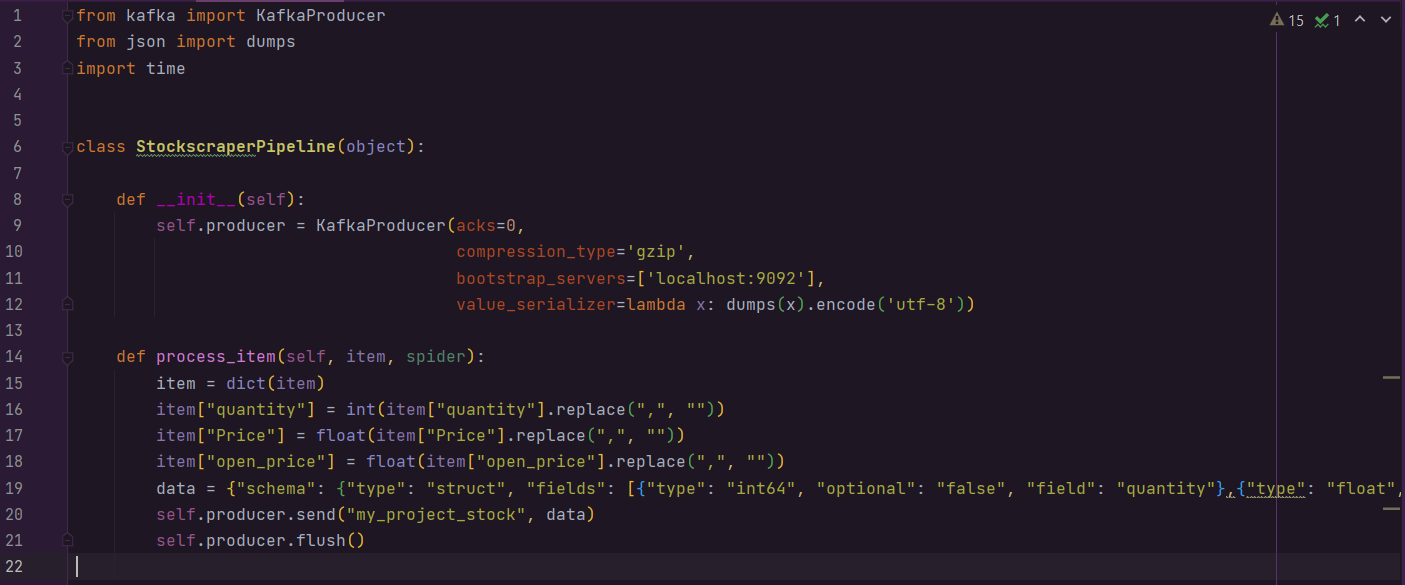 15 1
1 from kafka import KafkaProducer
2 from json import dumps
3 import time
4
5
6 class StockscraperPipeline(object):
7
8     def __init__(self):
9         self.producer = KafkaProducer(acks=0,
10                                       compression_type='gzip',
11                                       bootstrap_servers=['localhost:9092'],
12                                       value_serializer=lambda x: dumps(x).encode('utf-8'))
13
14     def process_item(self, item, spider):
15         item = dict(item)
16         item["quantity"] = int(item["quantity"].replace(",", ""))
17         item["Price"] = float(item["Price"].replace(",", ""))
18         item["open_price"] = float(item["open_price"].replace(",", ""))
19         data = {"schema": {"type": "struct", "fields": [{"type": "int64", "optional": "false", "field": "quantity"},{"type": "float",
20         self.producer.send("my_project_stock", data)
21         self.producer.flush()
22